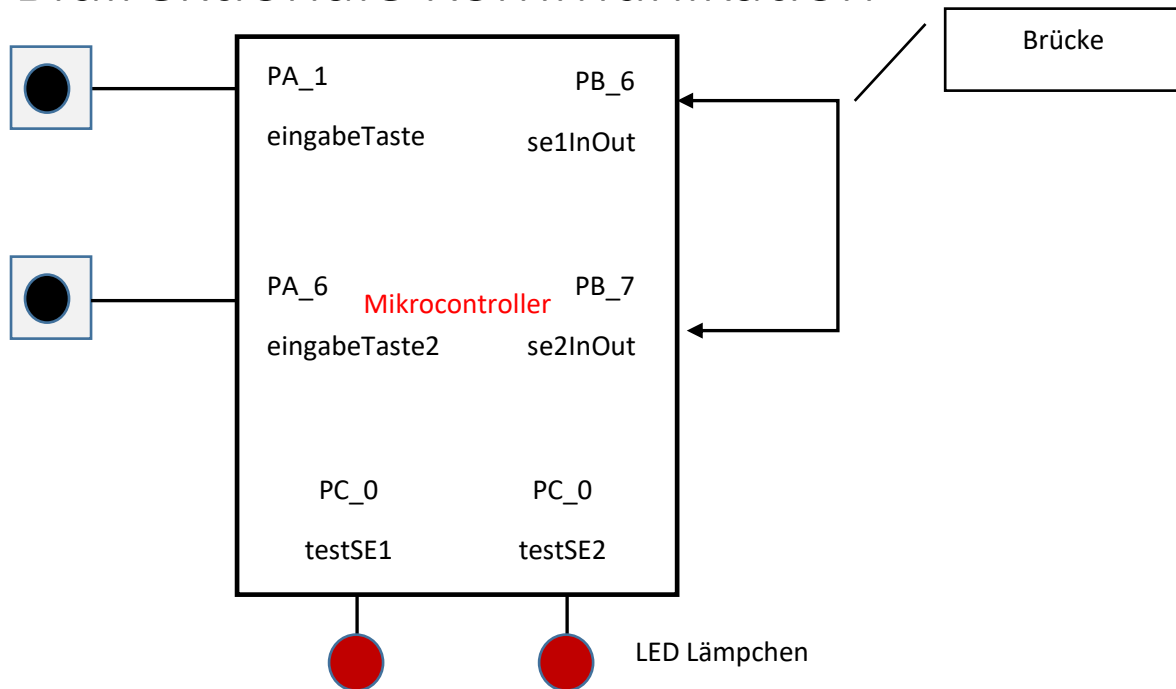 Brücke
PA_1
PB_6
eingabeTaste
se1InOut
PA_6
PB_7
Mikrocontroller
eingabeTaste2
se2InOut
PC_0
PC_0
testSE1
testSE2
LED Lämpchen